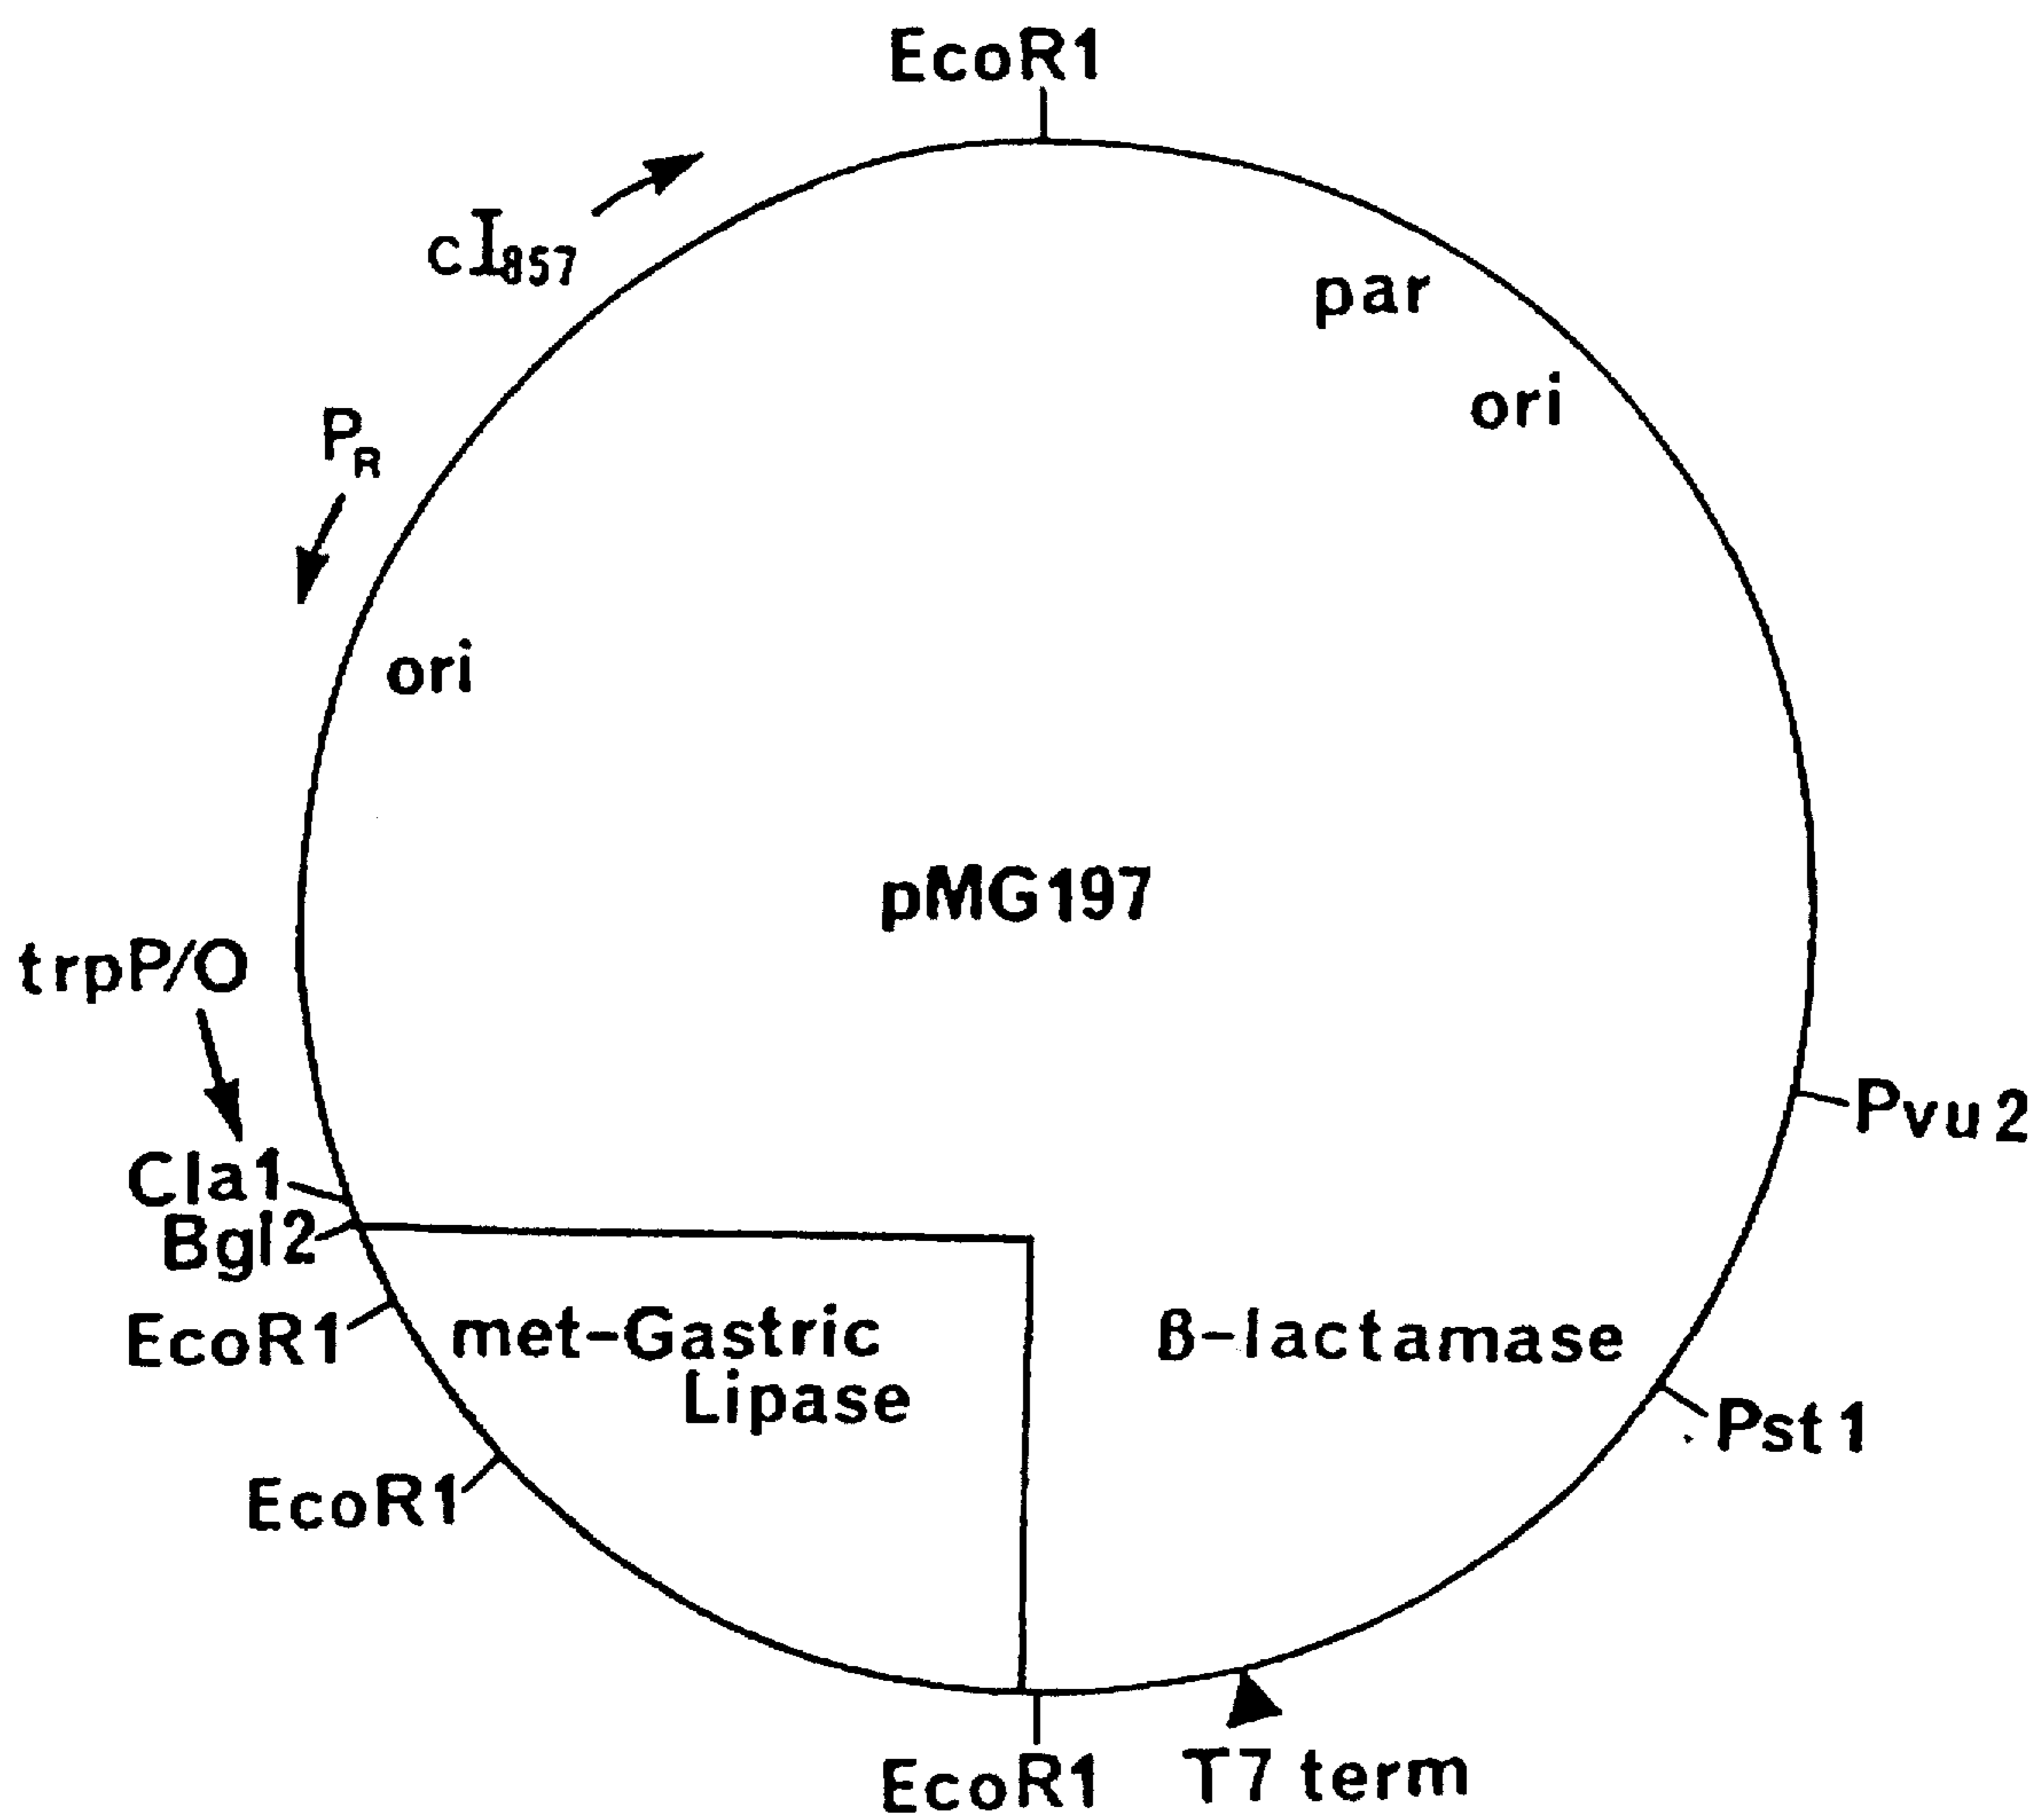 EcoR1
cI857
par
PR
ori
ori
pMG197
trpP/O
Pvu2
Cla1
Bgl2
EcoR1
met-Gastric
Lipase
β-lactamase
Pst1
EcoR1
EcoR1
T7 term